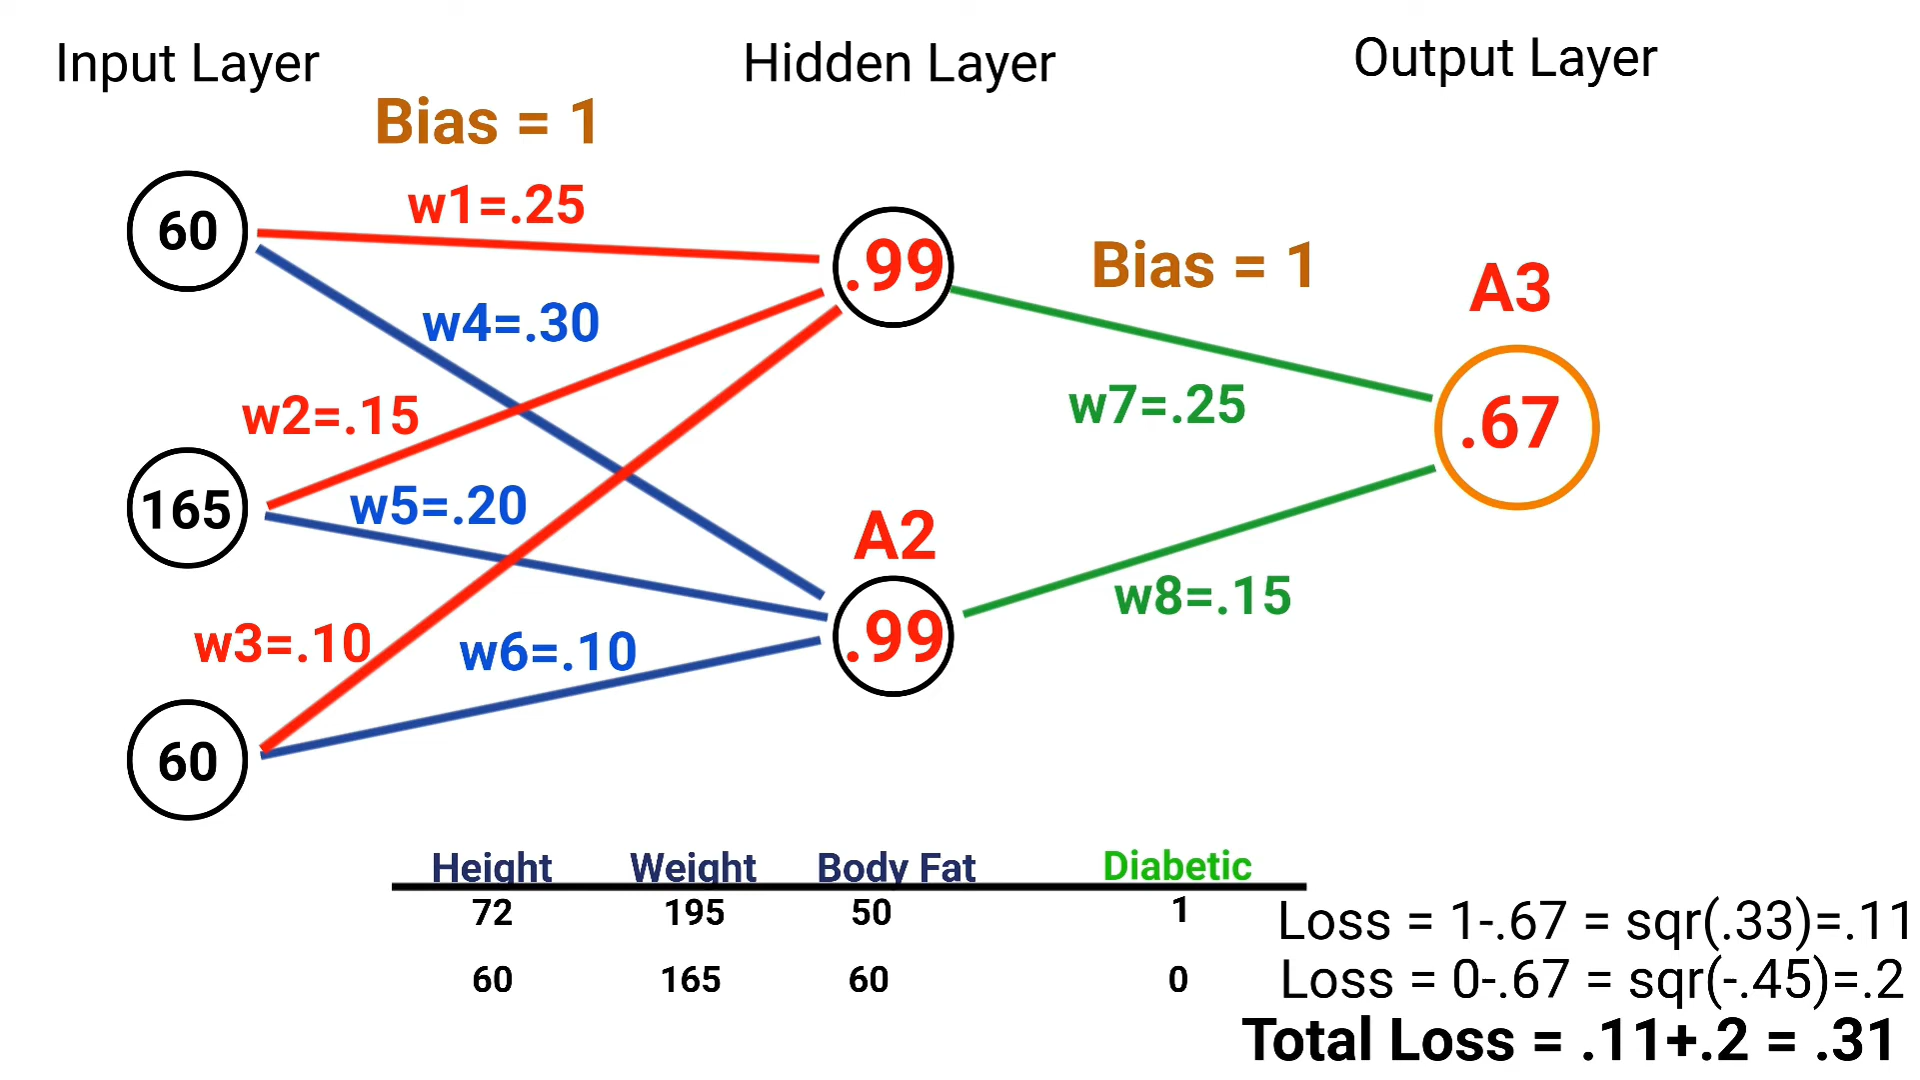 Input Layer
Hidden Layer
Output Layer
Bias = 1
w1=.25
60
.99
Bias = 1
A3
w4=.30
w7=.25
.67
w2=.15
165
w5=.20
A2
w8=.15
.99
w3=.10
w6=.10
60
Height Weight Body Fat Diabetic
72 195 50 1
Loss = 1-.67 = sqr(.33)=.11
60 165 60 0
Loss = 0-.67 = sqr(-.45)=.2
Total Loss = .11+.2 = .31